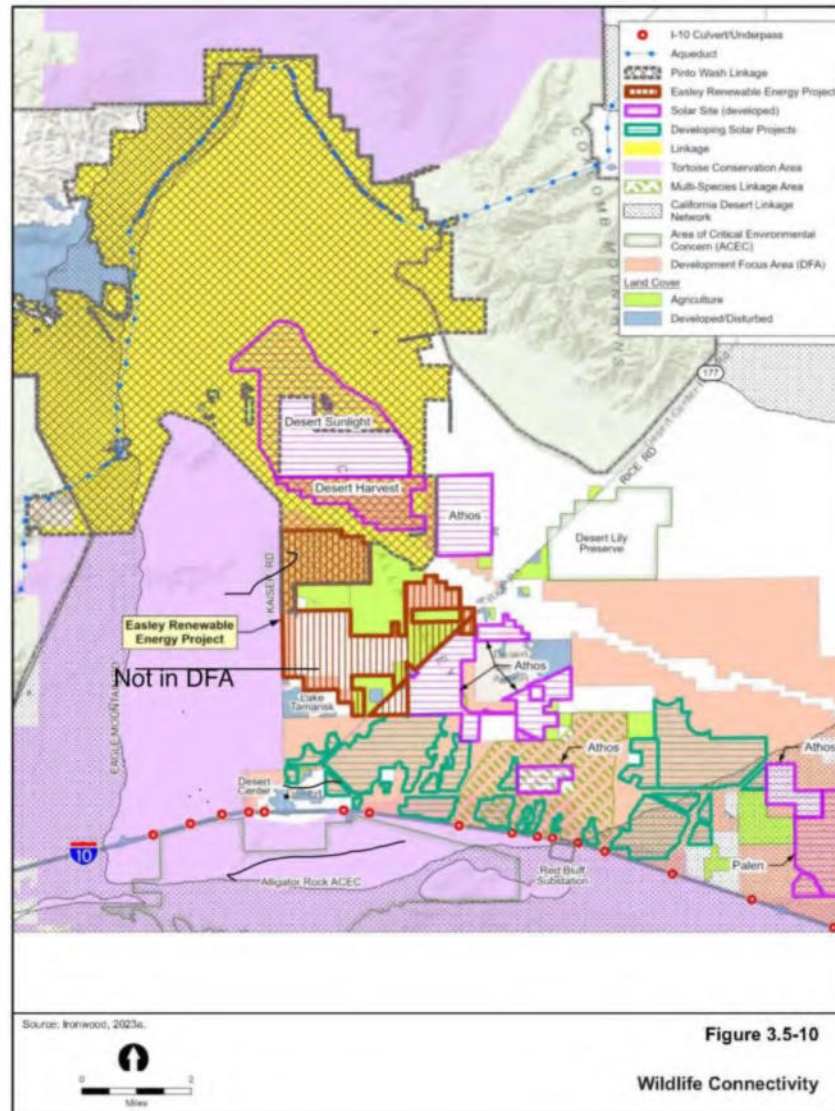 I-10 Culvert/Underpass
Aqueduct
Pinto Wash Linkage
Easley Renewable Energy Project
Solar Site (developed)
Developing Solar Projects
Linkage
Tortoise Conservation Area
Multi-Species Linkage Area
California Desert Linkage
Network
Area of Critical Environmental
Concern (ACEC)
Development Focus Area (DFA)
Land Cover
Agriculture
Developed/Disturbed
MOUNTAINS
177
RICE RD
Desert Sunlight
Desert Harvest
Athos
Desert Lily
Preserve
KAISER RD
Easley Renewable
Energy Project
Not in DFA
Athos
Lake
Tamarisk
EAGLE MOUNTAIN RD
Athos
Athos
Desert
Center
10
Palen
Alligator Rock ACEC
Red Bluff
Substation
Source: Ironwood, 2023a.
Figure 3.5-10
0 2
Miles
Wildlife Connectivity